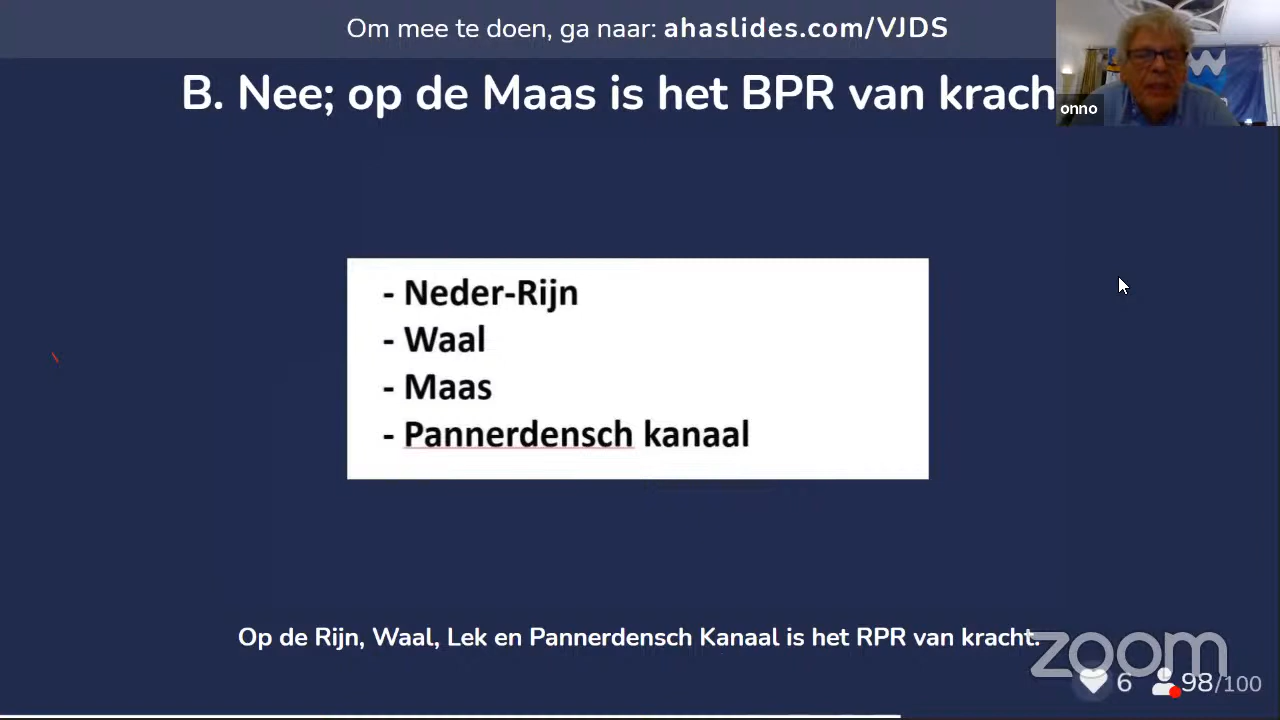 Om mee te doen, ga naar: ahaslides.com/VJDS
B. Nee; op de Maas is het BPR van kracht
onno
- Neder-Rijn
- Waal
- Maas
- Pannerdensch kanaal
Op de Rijn, Waal, Lek en Pannerdensch Kanaal is het RPR van kracht.
zoom
6 98/100